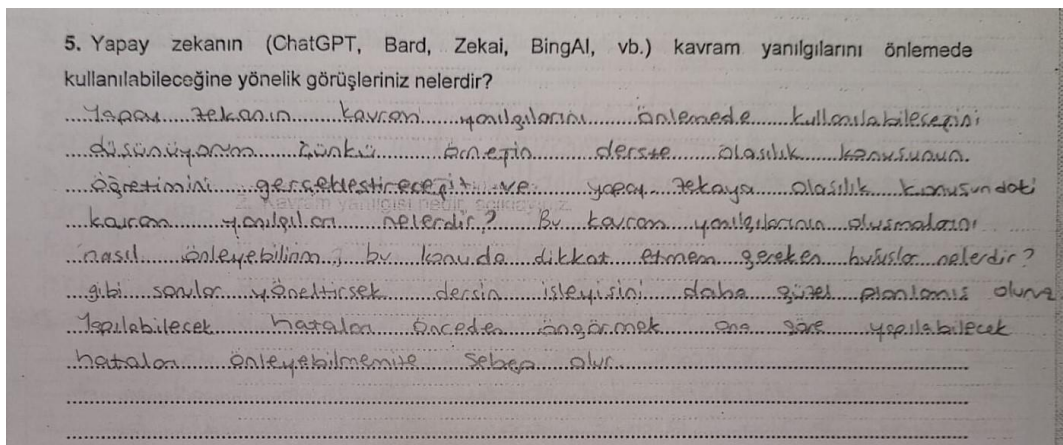 5. Yapay zekanın (ChatGPT, Bard, Zekai, BingAI, vb.) kavram yanılgılarını önlemede
kullanılabileceğine yönelik görüşleriniz nelerdir?
Yapay zekanın kavram yanılgılarını önlemede kullanılabileceğini
düşünüyorum. Çünkü örneğin derste olasılık konusunun
öğretimini gerçekleştireceğiz ve yapay zekaya olasılık konusundaki
kavram yanılgıları nelerdir? Bu kavram yanılgılarının oluşmalarını
nasıl önleyebilirim, bu konuda dikkat etmem gereken hususlar nelerdir?
gibi sorular yöneltirsek dersin işleyişini daha güzel planlamış oluruz
Yapılabilecek hataları önceden öngörmek ona göre yapılabilecek
hataları önleyebilmemize sebep olur.